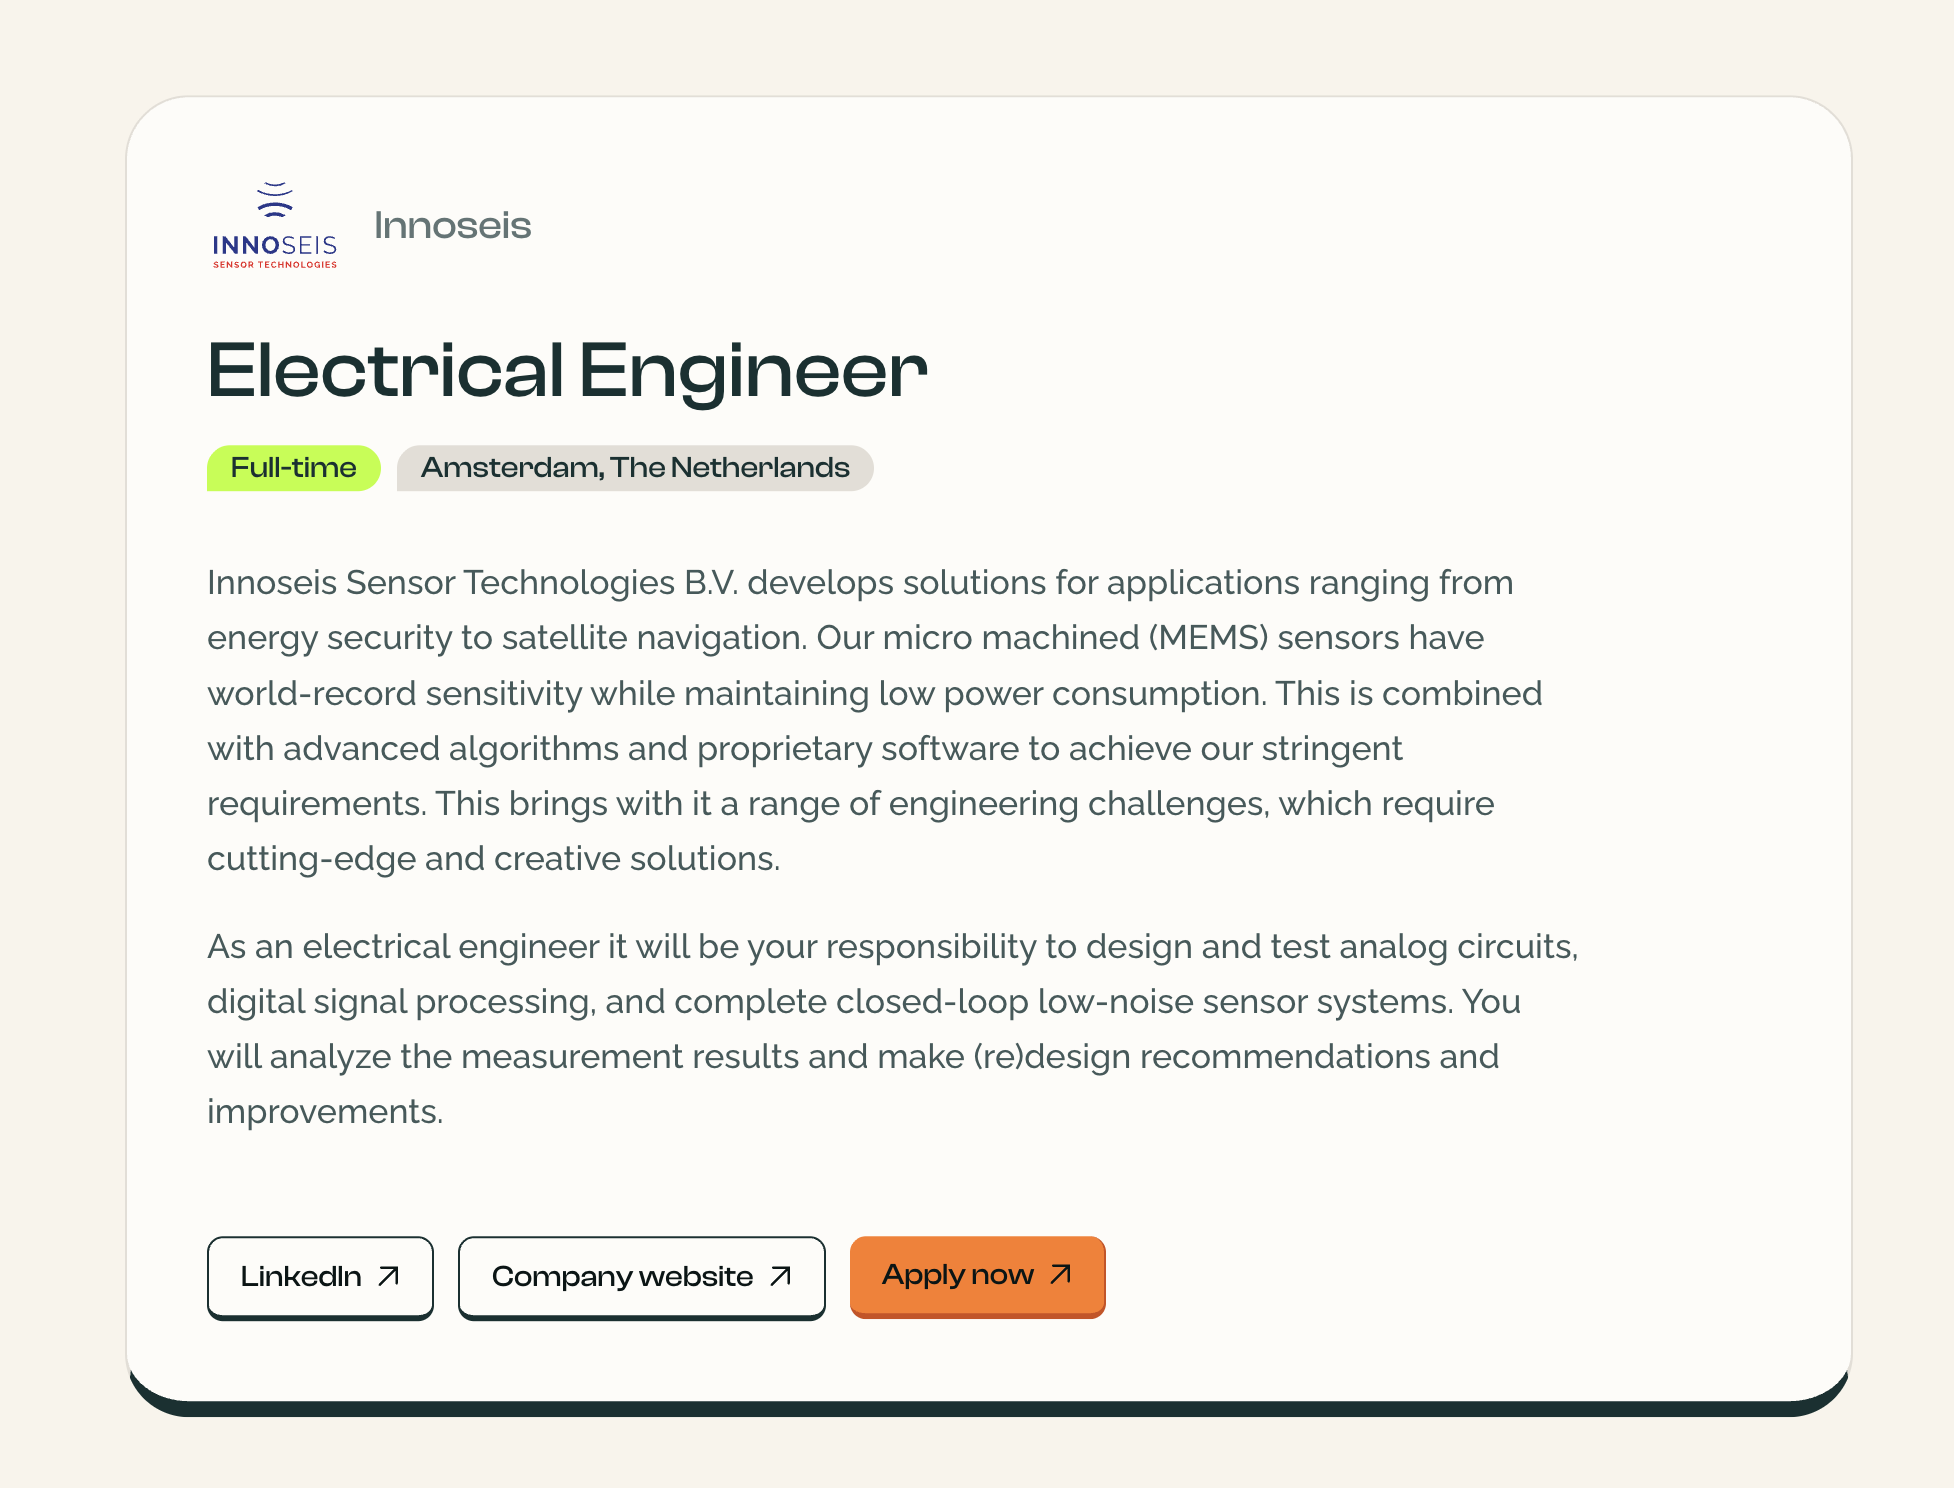 INNOSEIS
SENSOR TECHNOLOGIES
Innoseis
Electrical Engineer
Full-time
Amsterdam, The Netherlands
Innoseis Sensor Technologies B.V. develops solutions for applications ranging from
energy security to satellite navigation. Our micro machined (MEMS) sensors have
world-record sensitivity while maintaining low power consumption. This is combined
with advanced algorithms and proprietary software to achieve our stringent
requirements. This brings with it a range of engineering challenges, which require
cutting-edge and creative solutions.
As an electrical engineer it will be your responsibility to design and test analog circuits,
digital signal processing, and complete closed-loop low-noise sensor systems. You
will analyze the measurement results and make (re)design recommendations and
improvements.
LinkedIn
Company website
Apply now